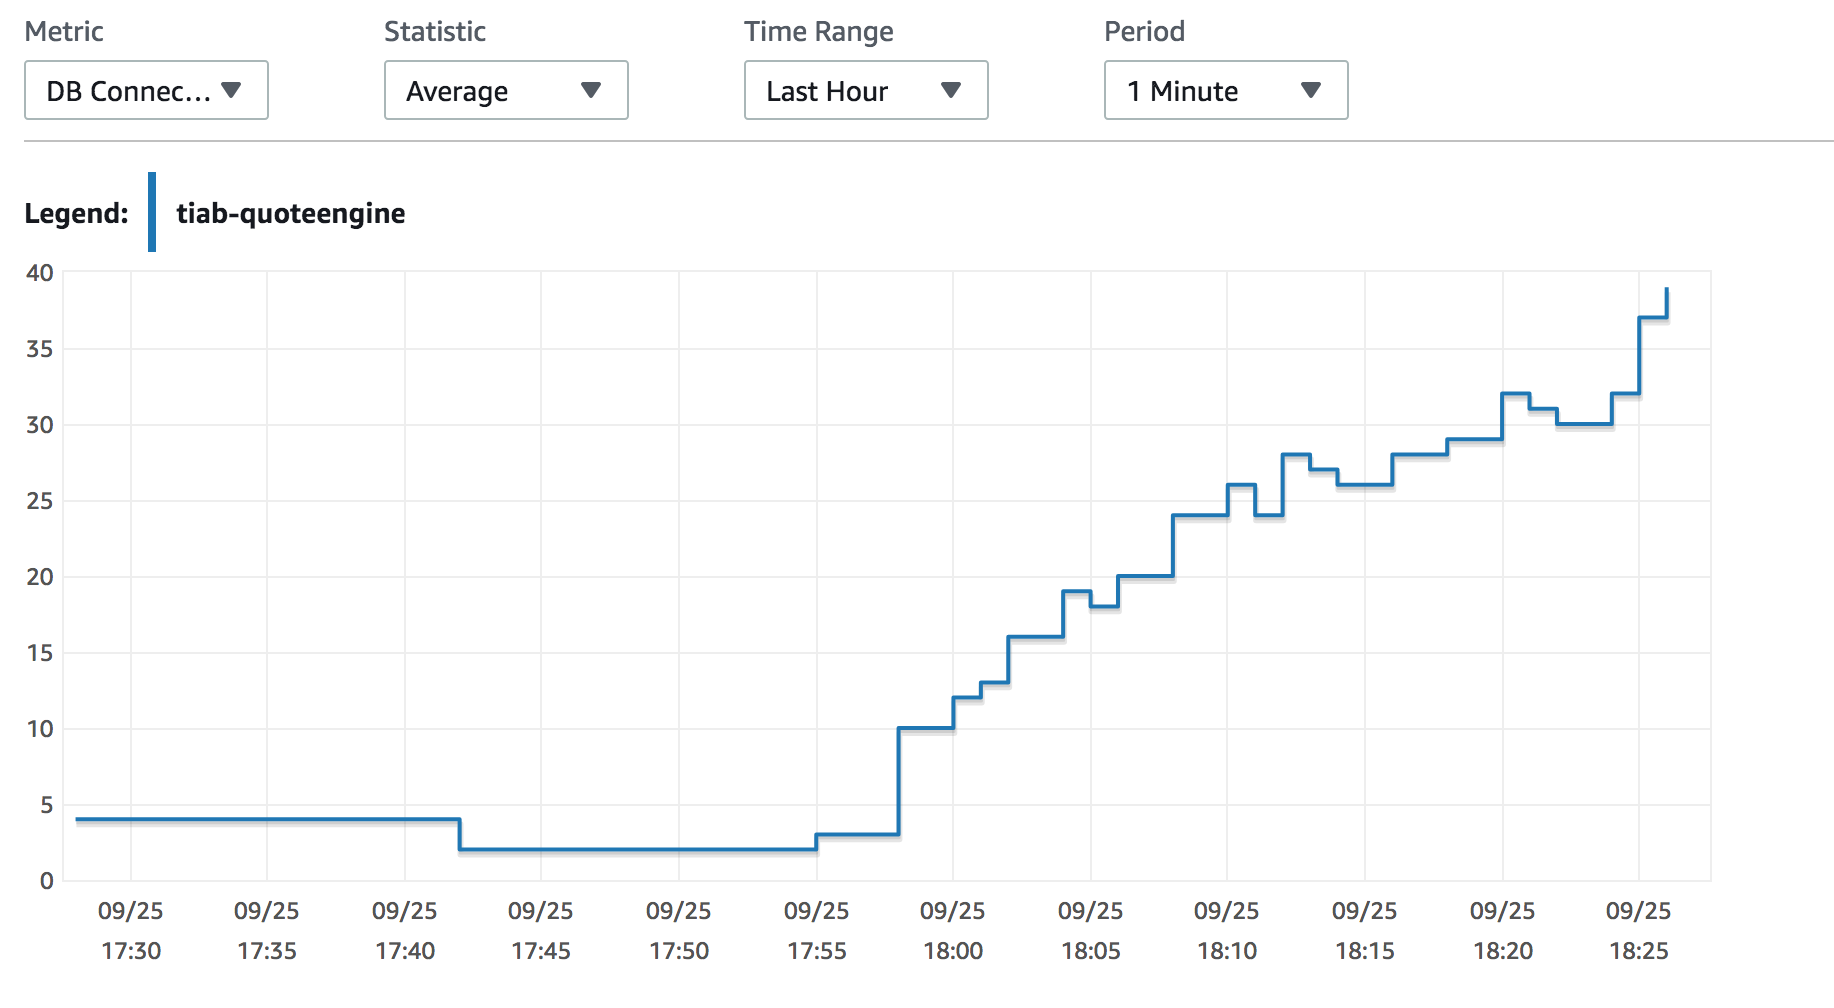 Metric Statistic Time Range Period
DB Connec... Average Last Hour 1 Minute
Legend: tiab-quoteengine
40
35
30
25
20
15
10
5
0
09/25 09/25 09/25 09/25 09/25 09/25 09/25 09/25 09/25 09/25 09/25 09/25
17:30 17:35 17:40 17:45 17:50 17:55 18:00 18:05 18:10 18:15 18:20 18:25